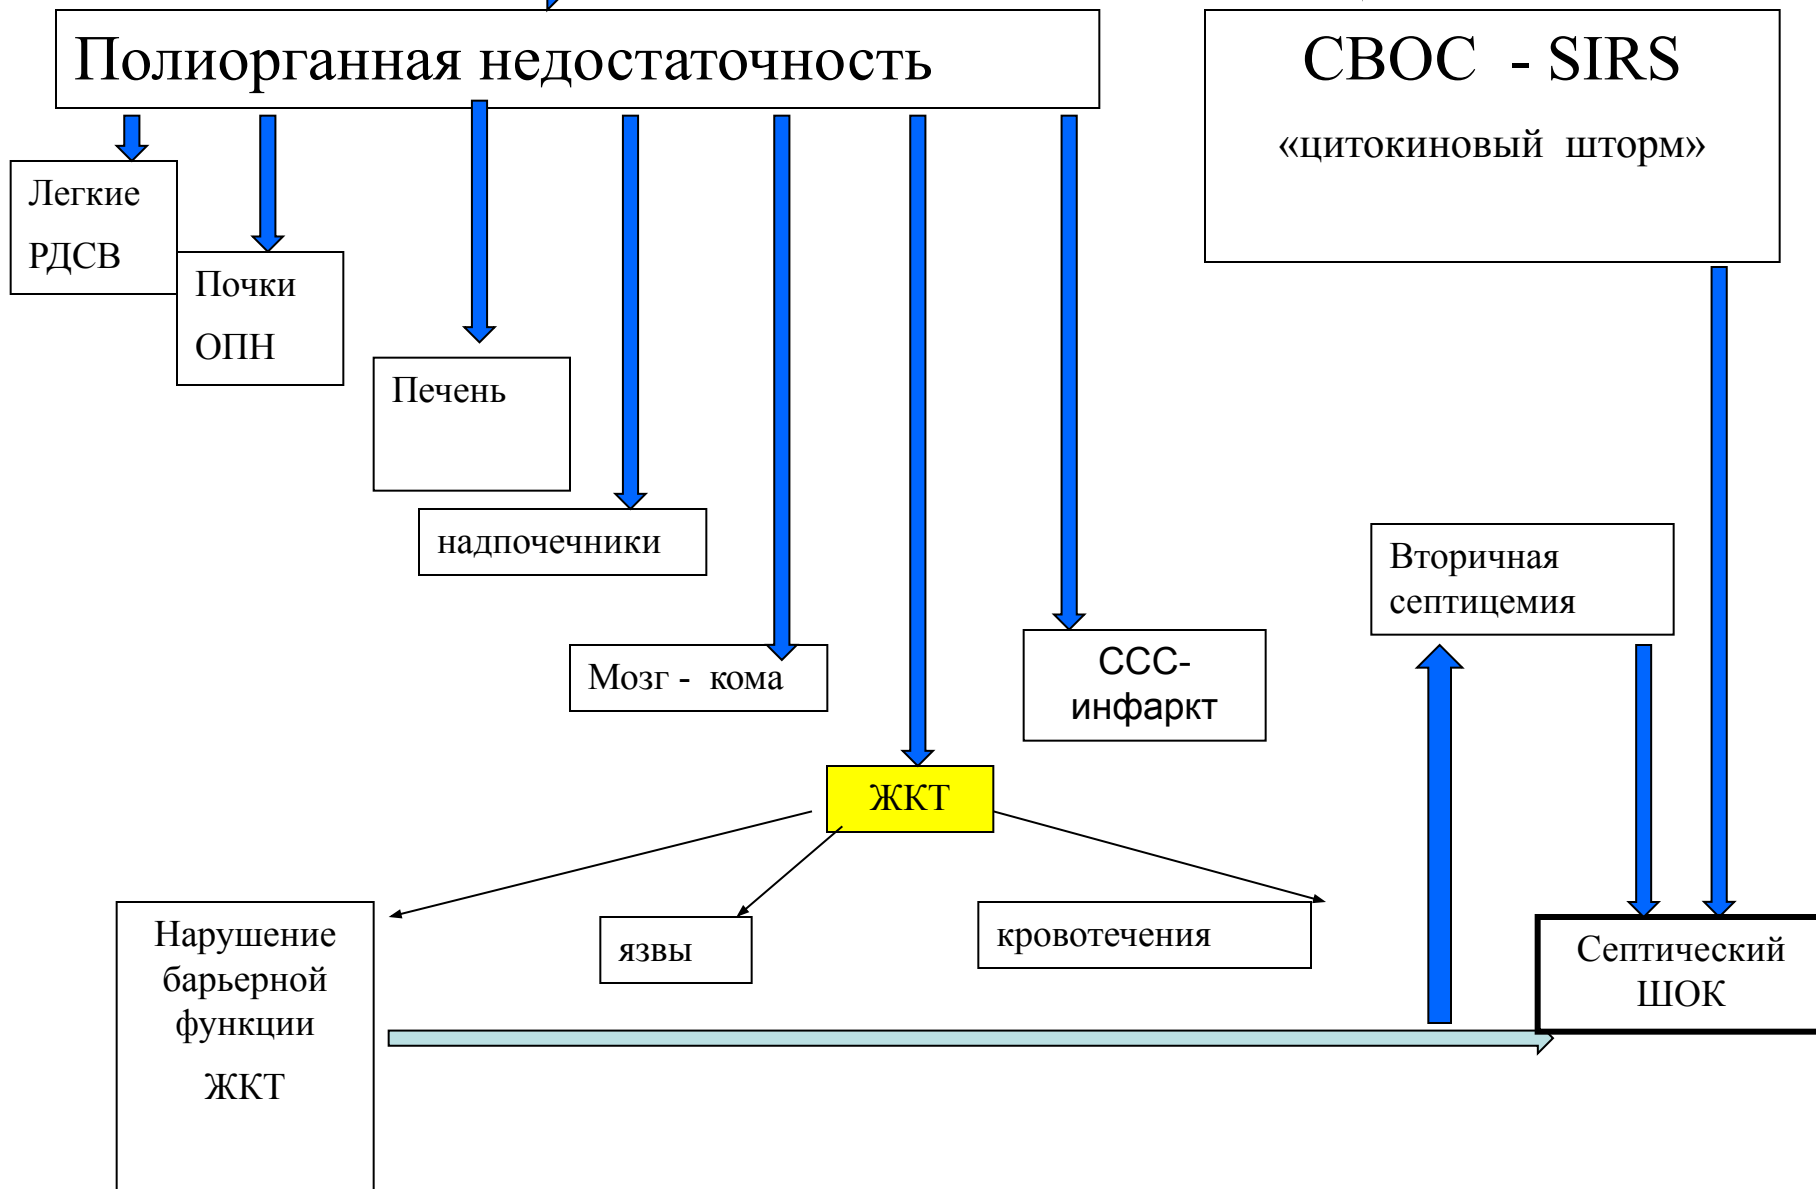 Полиорганная недостаточность
СВОС - SIRS
«цитокиновый шторм»
Легкие
РДСВ
Почки
ОПН
Печень
надпочечники
Вторичная
септицемия
Мозг - кома
ССС-
инфаркт
ЖКТ
Нарушение
барьерной
функции
ЖКТ
язвы
кровотечения
Септический
ШОК